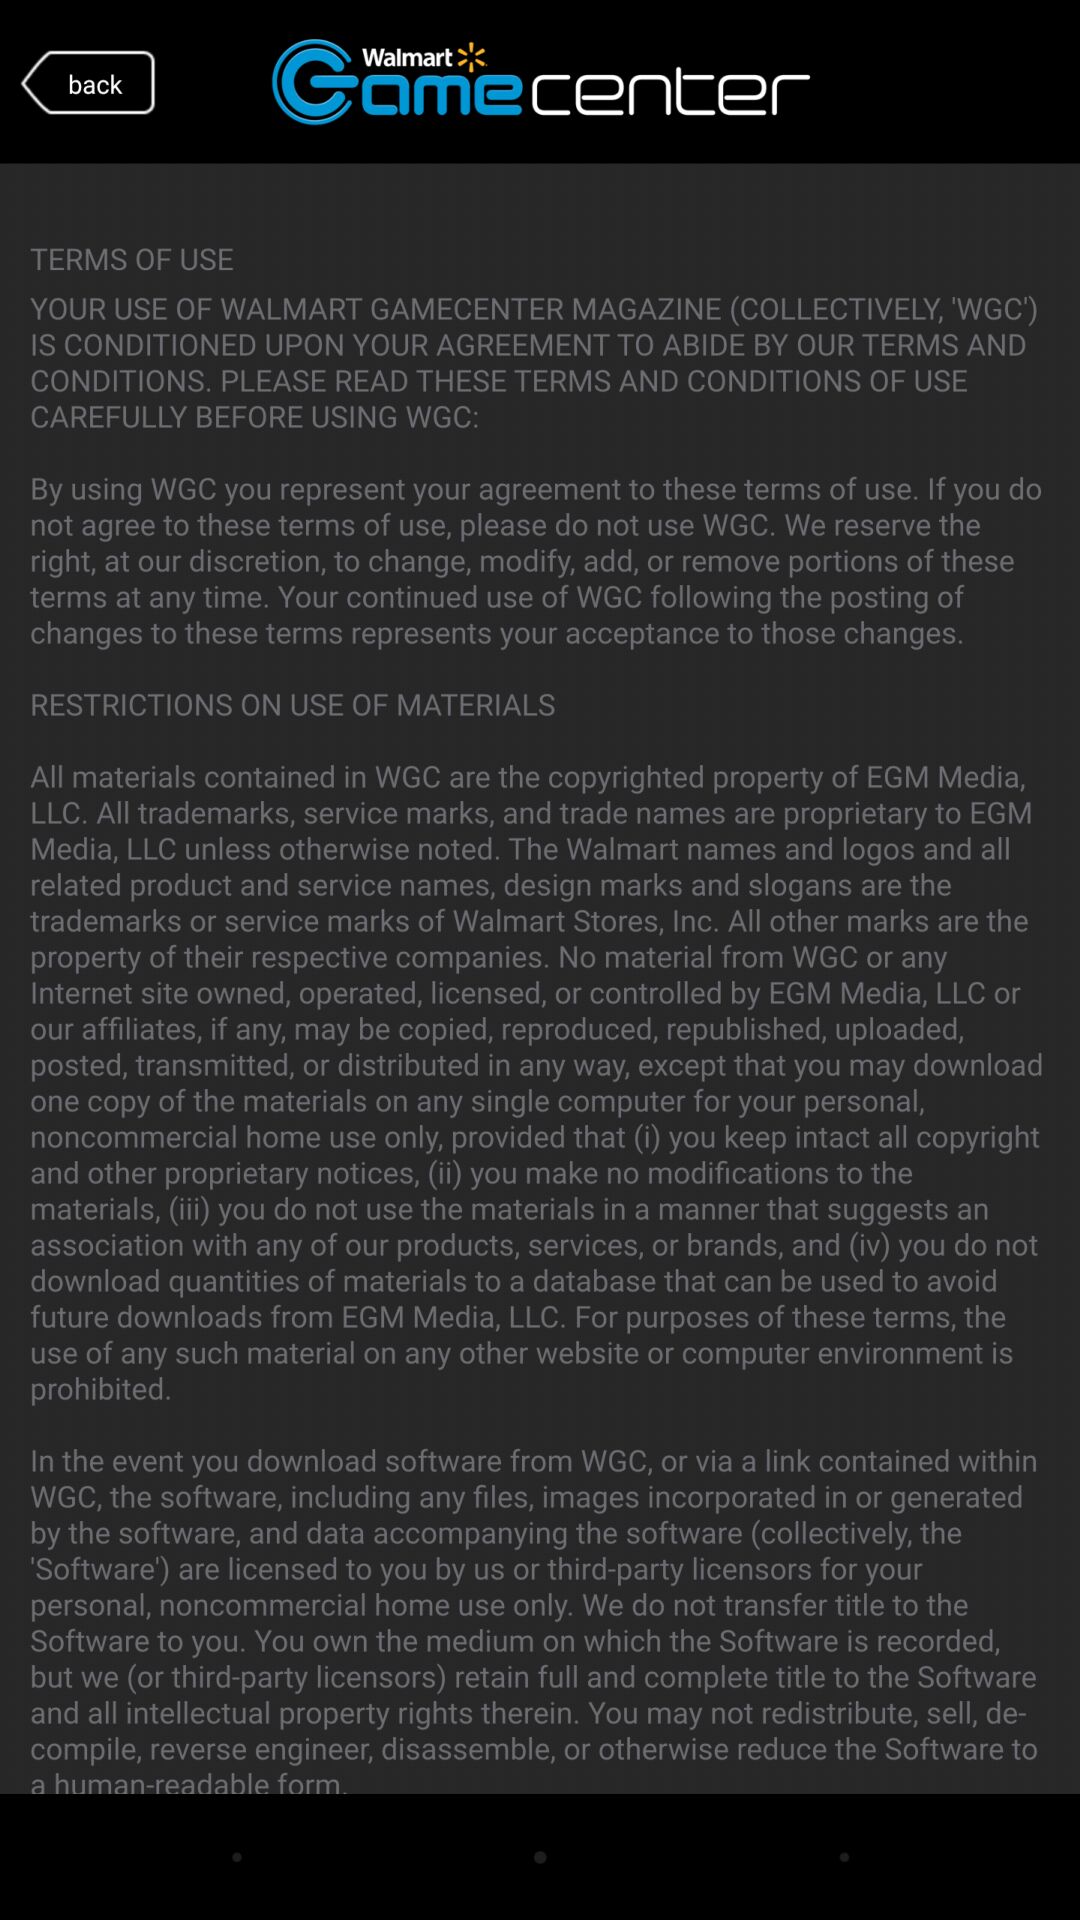 back
Walmart
Gamecenter
TERMS OF USE
YOUR USE OF WALMART GAMECENTER MAGAZINE (COLLECTIVELY, 'WGC')
IS CONDITIONED UPON YOUR AGREEMENT TO ABIDE BY OUR TERMS AND
CONDITIONS. PLEASE READ THESE TERMS AND CONDITIONS OF USE
CAREFULLY BEFORE USING WGC:
By using WGC you represent your agreement to these terms of use. If you do
not agree to these terms of use, please do not use WGC. We reserve the
right, at our discretion, to change, modify, add, or remove portions of these
terms at any time. Your continued use of WGC following the posting of
changes to these terms represents your acceptance to those changes.
RESTRICTIONS ON USE OF MATERIALS
All materials contained in WGC are the copyrighted property of EGM Media,
LLC. All trademarks, service marks, and trade names are proprietary to EGM
Media, LLC unless otherwise noted. The Walmart names and logos and all
related product and service names, design marks and slogans are the
trademarks or service marks of Walmart Stores, Inc. All other marks are the
property of their respective companies. No material from WGC or any
Internet site owned, operated, licensed, or controlled by EGM Media, LLC or
our affiliates, if any, may be copied, reproduced, republished, uploaded,
posted, transmitted, or distributed in any way, except that you may download
one copy of the materials on any single computer for your personal,
noncommercial home use only, provided that (i) you keep intact all copyright
and other proprietary notices, (ii) you make no modifications to the
materials, (iii) you do not use the materials in a manner that suggests an
association with any of our products, services, or brands, and (iv) you do not
download quantities of materials to a database that can be used to avoid
future downloads from EGM Media, LLC. For purposes of these terms, the
use of any such material on any other website or computer environment is
prohibited.
In the event you download software from WGC, or via a link contained within
WGC, the software, including any files, images incorporated in or generated
by the software, and data accompanying the software (collectively, the
'Software') are licensed to you by us or third-party licensors for your
personal, noncommercial home use only. We do not transfer title to the
Software to you. You own the medium on which the Software is recorded,
but we (or third-party licensors) retain full and complete title to the Software
and all intellectual property rights therein. You may not redistribute, sell, de-
compile, reverse engineer, disassemble, or otherwise reduce the Software to
a human-readable form.